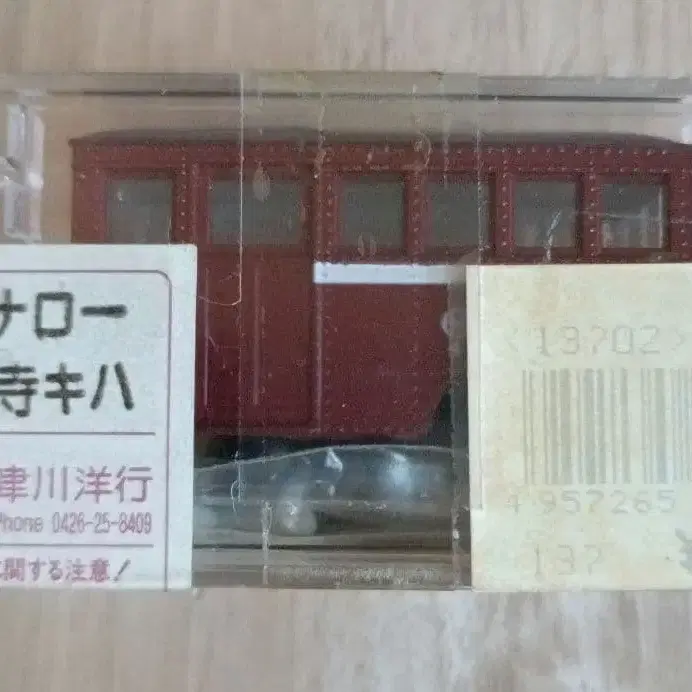 ナロー
寺キハ
津川洋行
Phone 0426-25-8409
関する注意!
<13702>
4 957265
137